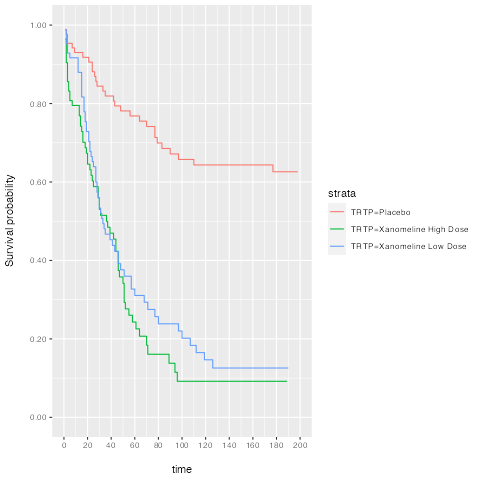 Survival probability
1.00
0.80
0.60
0.40
0.20
0.00
0 20 40 60 80 100 120 140 160 180 200
time
strata
TRTP=Placebo
TRTP=Xanomeline High Dose
TRTP=Xanomeline Low Dose